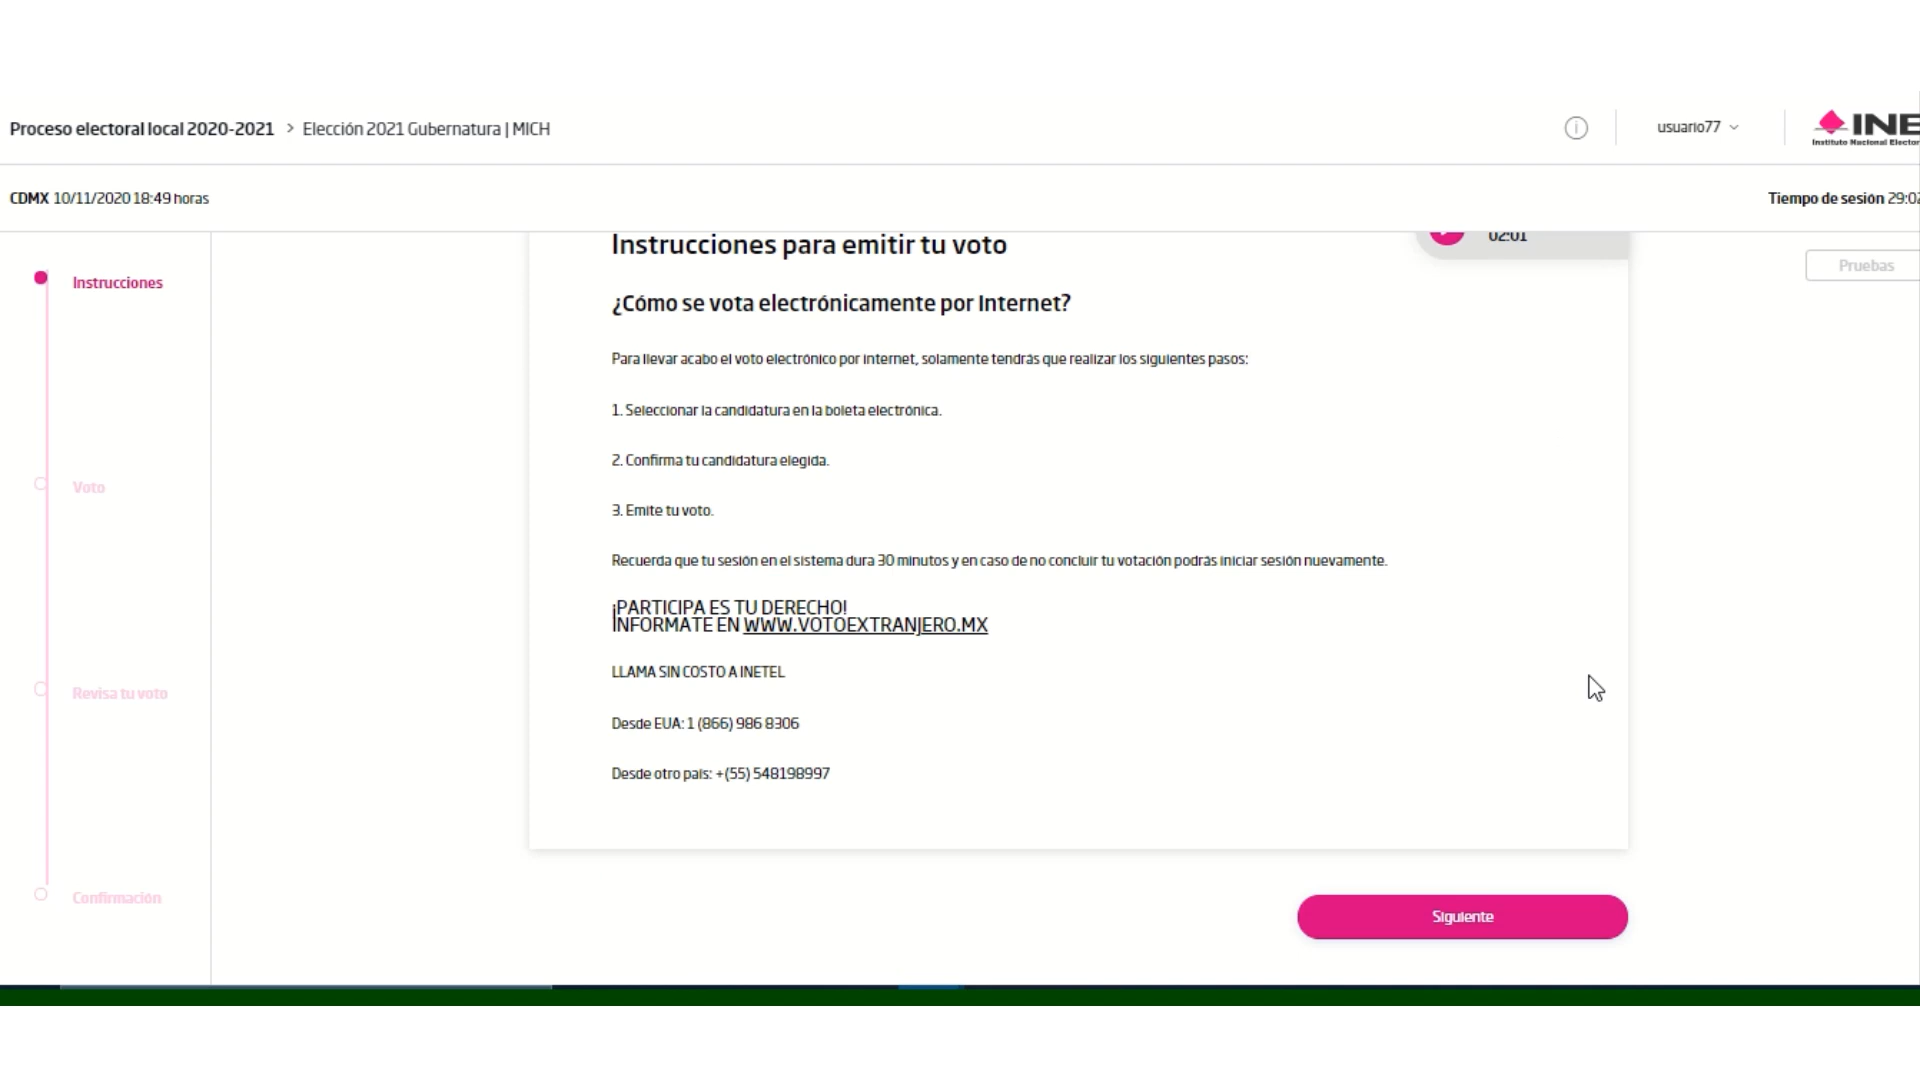 Proceso electoral local 2020-2021 > Elección 2021 Gubernatura | MICH
usuario77
INE
Instituto Nacional Elector
CDMX 10/11/2020 18:49 horas
Tiempo de sesión 29:02
Instrucciones para emitir tu voto
02:01
Pruebas
Instrucciones
¿Cómo se vota electrónicamente por Internet?
Para llevar acabo el voto electrónico por internet, solamente tendrás que realizar los siguientes pasos:
1. Seleccionar la candidatura en la boleta electrónica.
2. Confirma tu candidatura elegida.
Voto
3. Emite tu voto.
Recuerda que tu sesión en el sistema dura 30 minutos y en caso de no concluir tu votación podrás iniciar sesión nuevamente.
¡PARTICIPA ES TU DERECHO!
INFORMATE EN WWW.VOTOEXTRANJERO.MX
LLAMA SIN COSTO A INETEL
Revisa tu voto
Desde EUA: 1 (866) 986 8306
Desde otro país: +(55) 548198997
Confirmación
Siguiente